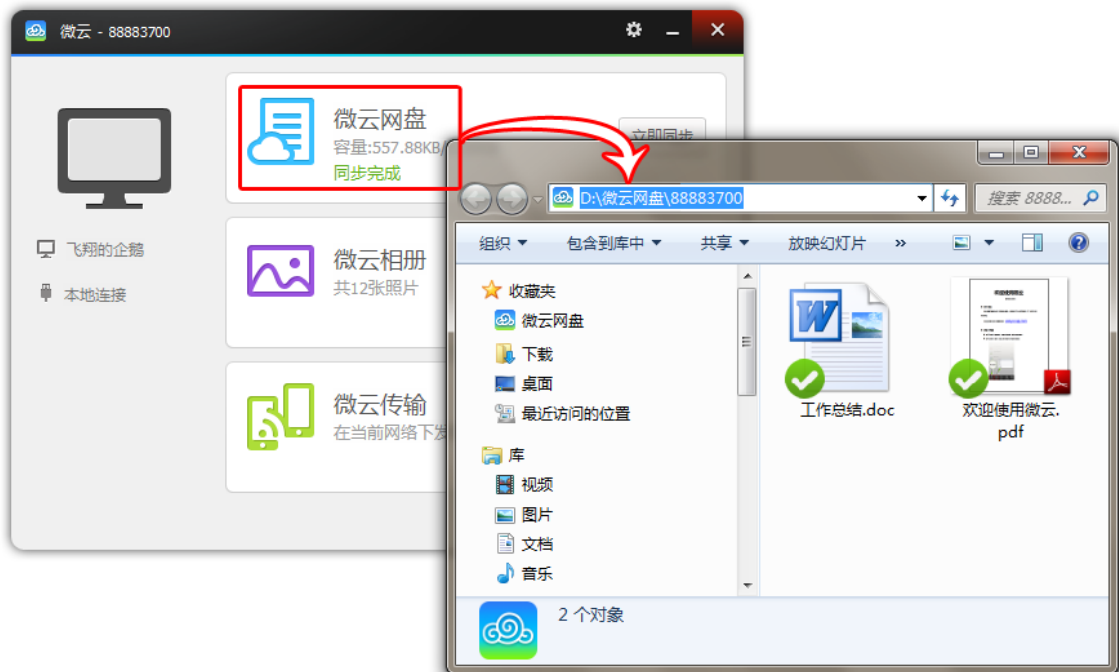 微云 - 88883700
微云网盘
容量:557.88KB/
同步完成
立即同步
飞翔的企鹅
本地连接
微云相册
共12张照片
微云传输
在当前网络下发
D:\微云网盘\88883700
搜索 8888...
组织
包含到库中
共享
放映幻灯片
»
收藏夹
微云网盘
下载
桌面
最近访问的位置
库
视频
图片
文档
音乐
工作总结.doc
欢迎使用微云.
pdf
2 个对象